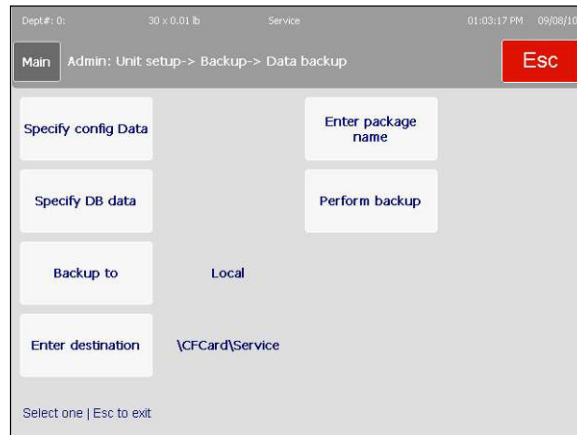 Dept#: 0: 30 x 0.01 lb Service 01:03:17 PM 09/08/10
Main Admin: Unit setup-> Backup-> Data backup Esc
Specify config Data
Enter package name
Specify DB data
Perform backup
Backup to Local
Enter destination \CFCard\Service
Select one | Esc to exit